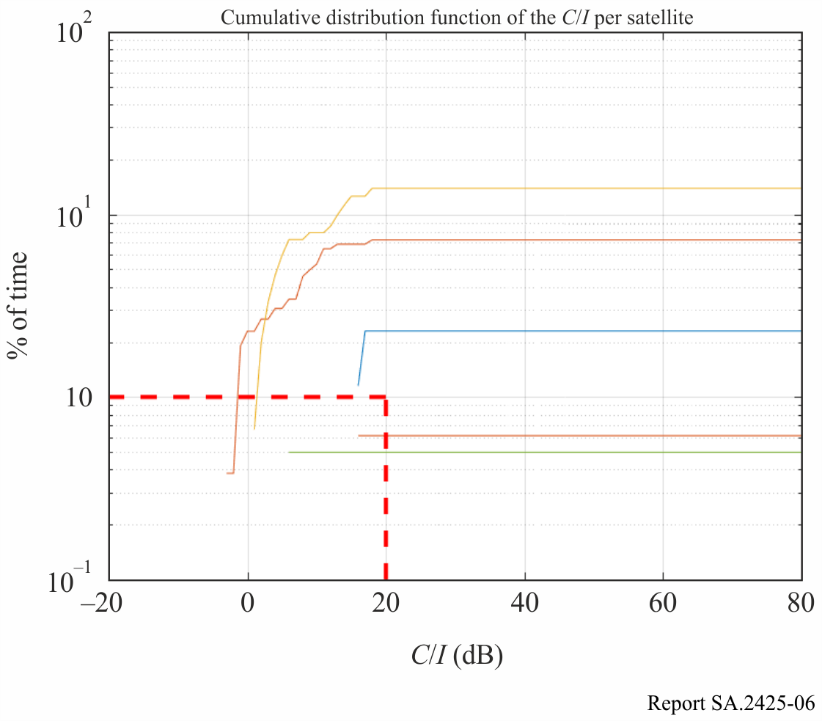 Cumulative distribution function of the C/I per satellite
10²
10¹
10
10⁻¹
% of time
–20 0 20 40 60 80
C/I (dB)
Report SA.2425-06